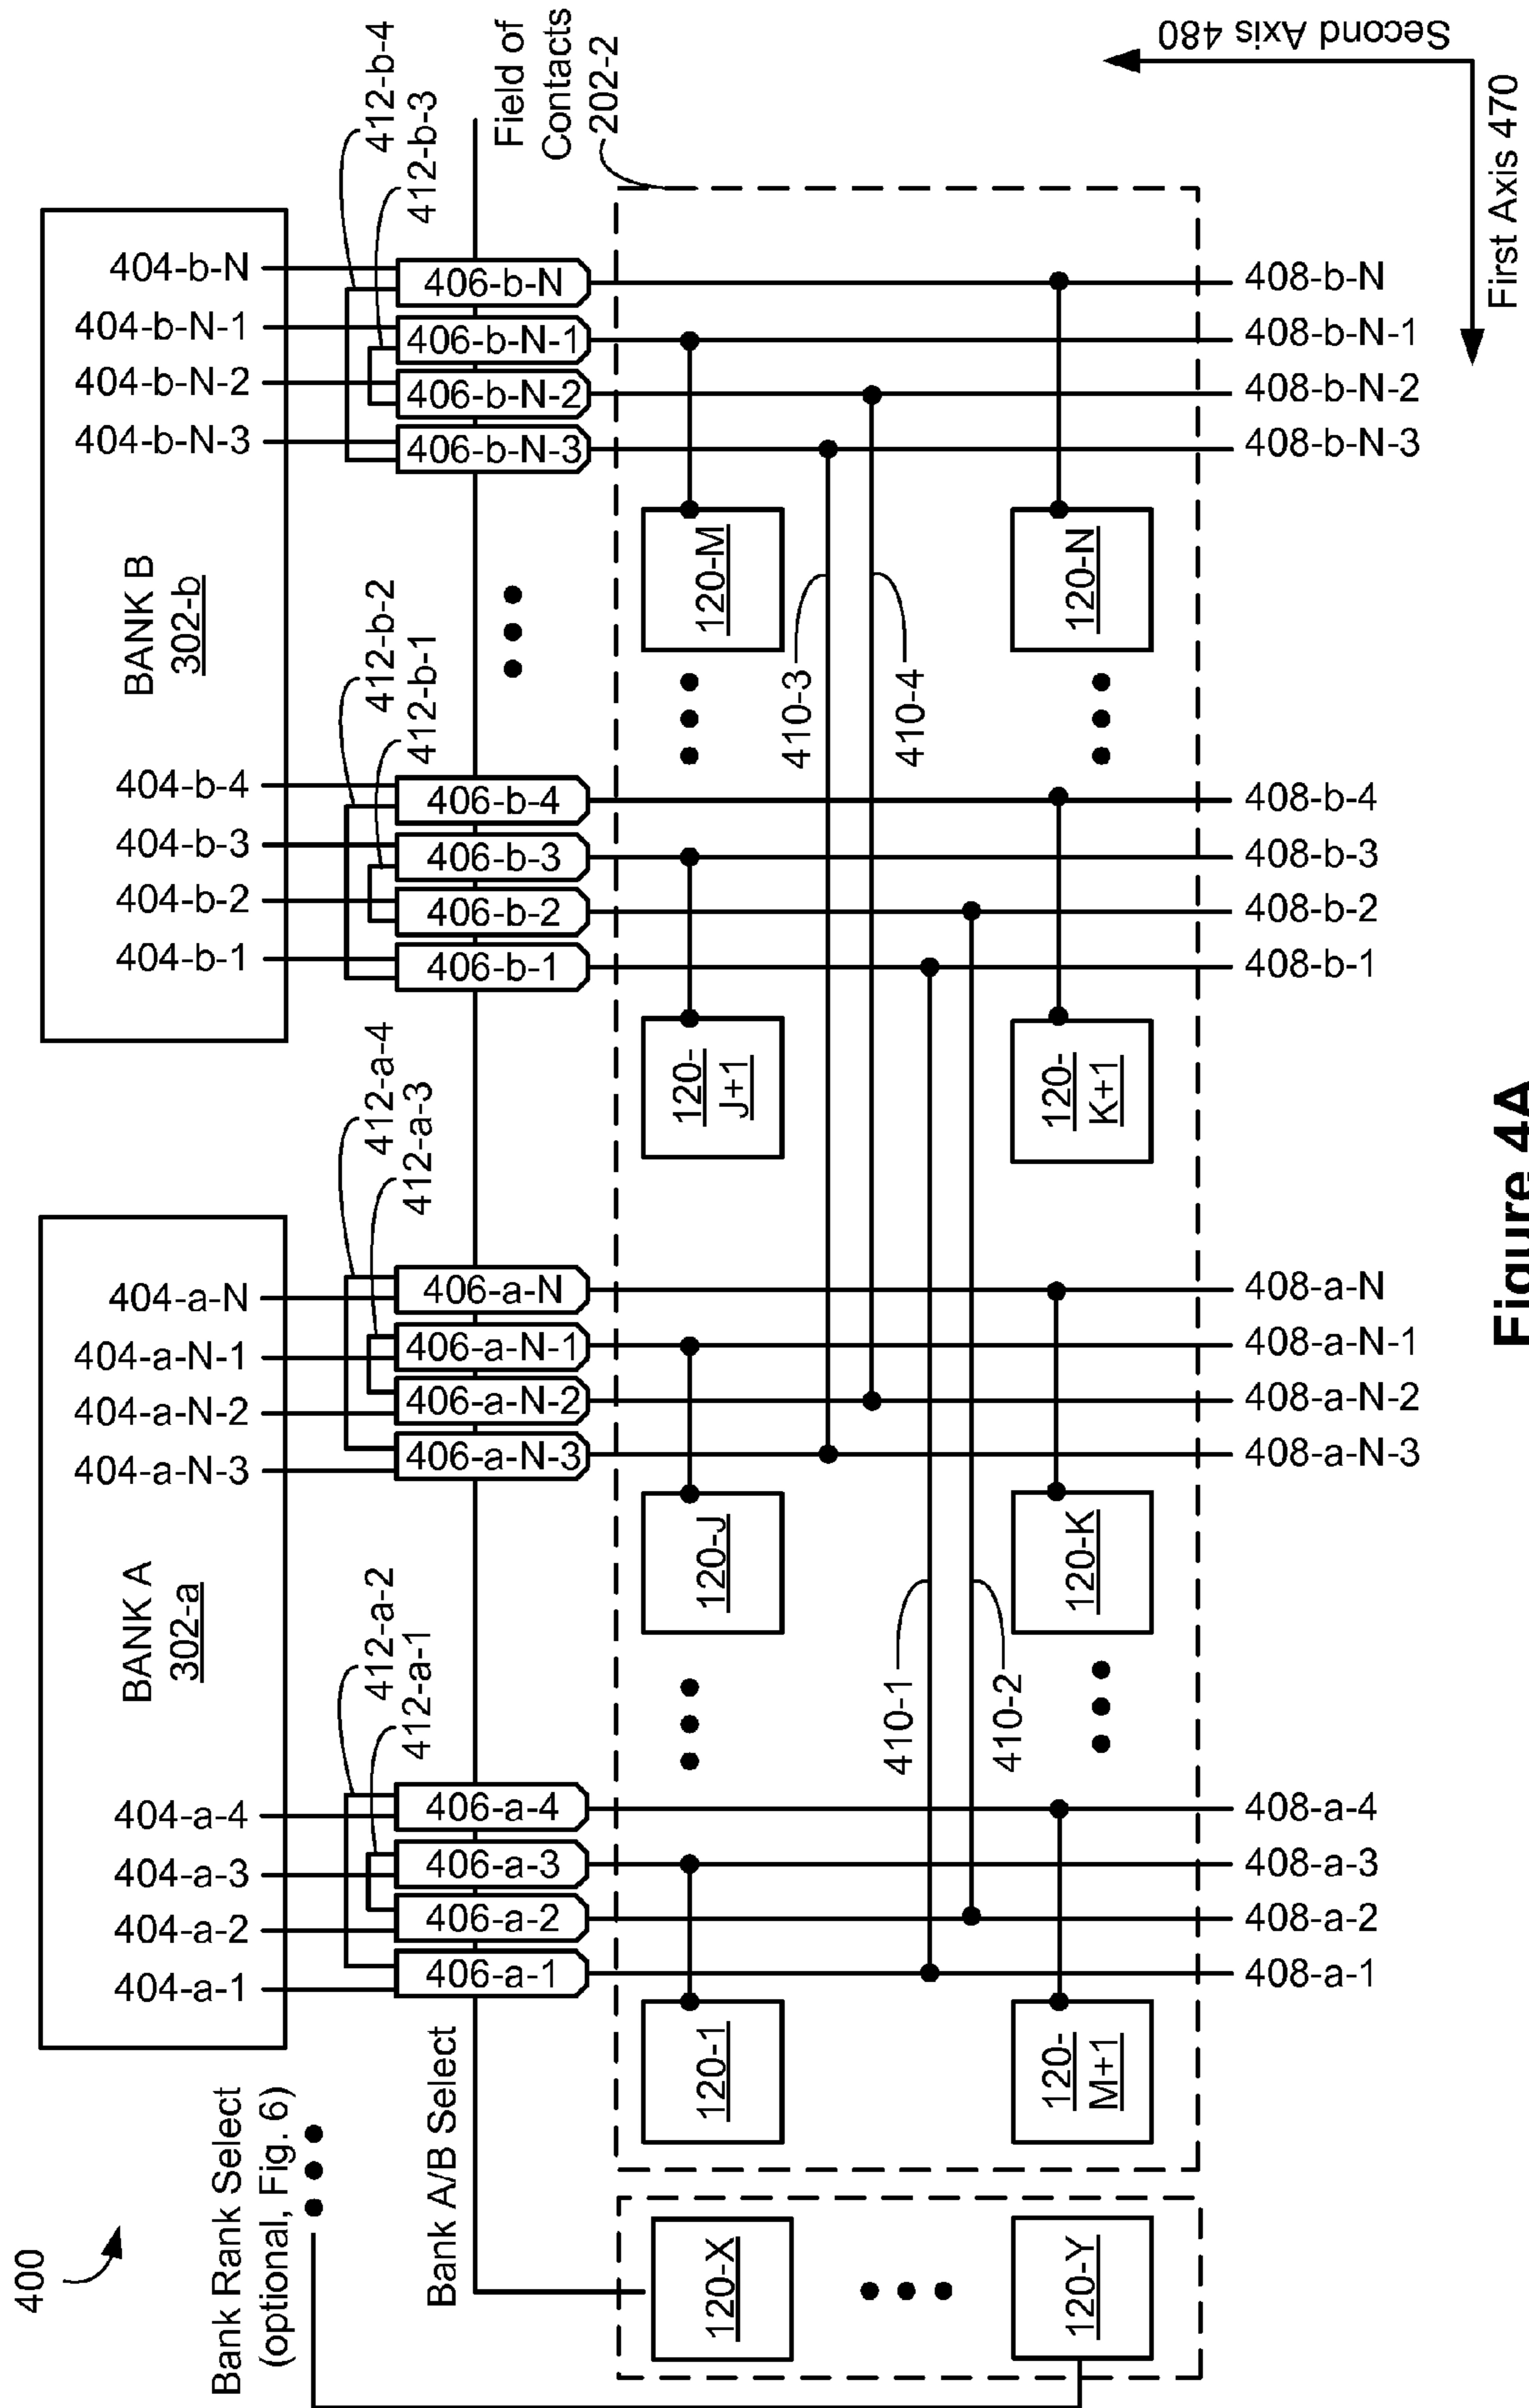 400
Bank Rank Select
(optional, Fig. 6)
Bank A/B Select
BANK A
302-a
BANK B
302-b
404-a-1
404-a-2
404-a-3
404-a-4
404-a-N-3
404-a-N-2
404-a-N-1
404-a-N
404-b-1
404-b-2
404-b-3
404-b-4
404-b-N-3
404-b-N-2
404-b-N-1
404-b-N
412-a-2
412-a-1
412-a-4
412-a-3
412-b-2
412-b-1
412-b-4
412-b-3
406-a-1
406-a-2
406-a-3
406-a-4
406-a-N-3
406-a-N-2
406-a-N-1
406-a-N
406-b-1
406-b-2
406-b-3
406-b-4
406-b-N-3
406-b-N-2
406-b-N-1
406-b-N
Field of
Contacts
202-2
120-X
120-1
120-J
120-
J+1
120-M
410-3
410-4
410-1
410-2
120-Y
120-
M+1
120-K
120-
K+1
120-N
408-a-1
408-a-2
408-a-3
408-a-4
408-a-N-3
408-a-N-2
408-a-N-1
408-a-N
408-b-1
408-b-2
408-b-3
408-b-4
408-b-N-3
408-b-N-2
408-b-N-1
408-b-N
Second Axis 480
First Axis 470
Figure 4A